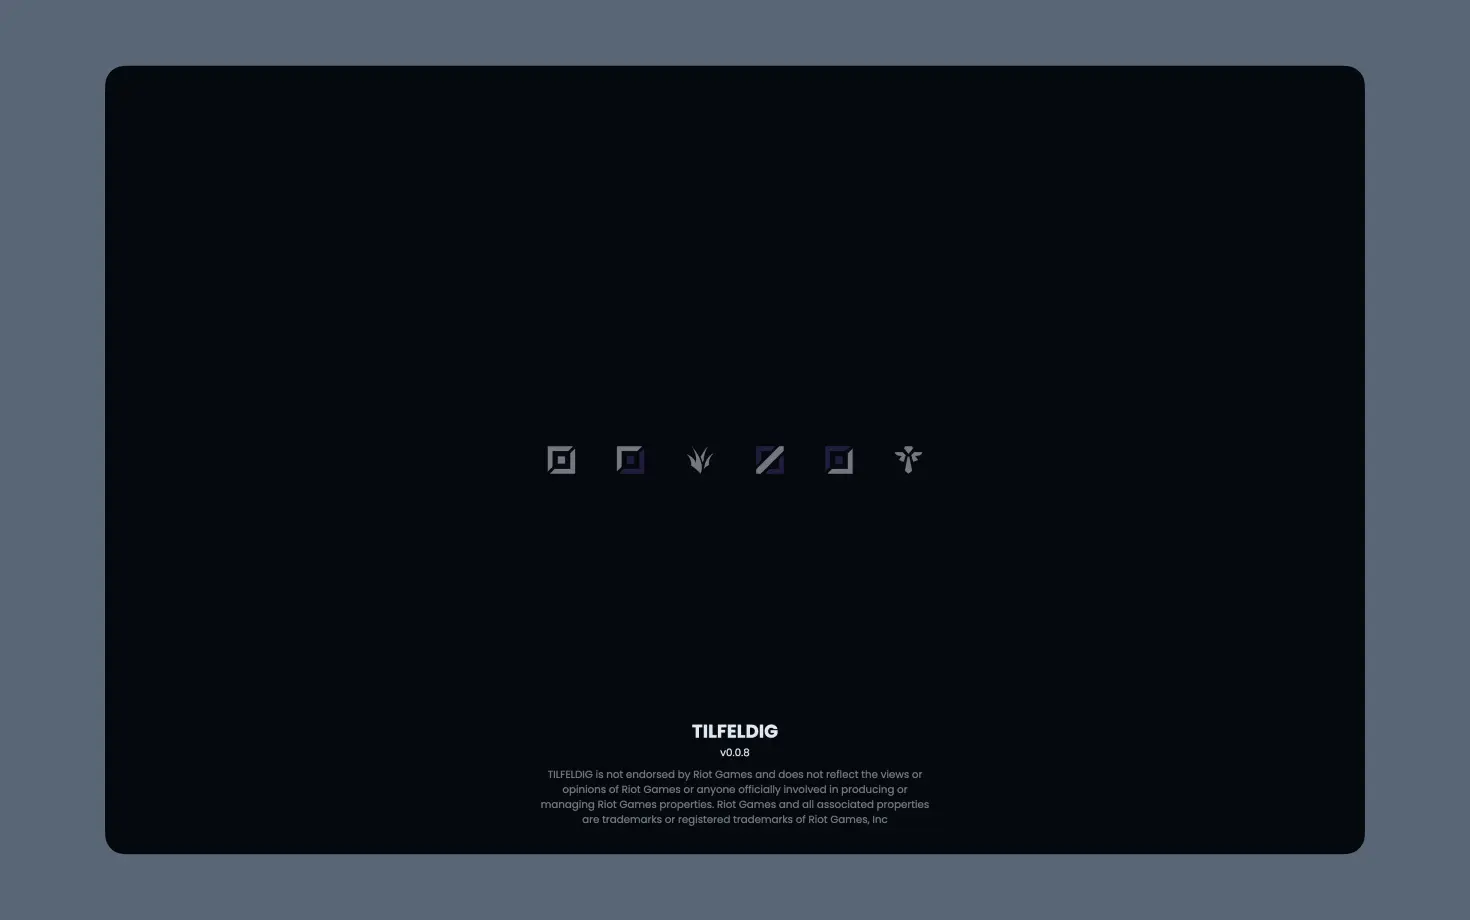 TILFELDIG
v0.0.8
TILFELDIG is not endorsed by Riot Games and does not reflect the views or
opinions of Riot Games or anyone officially involved in producing or
managing Riot Games properties. Riot Games and all associated properties
are trademarks or registered trademarks of Riot Games, Inc